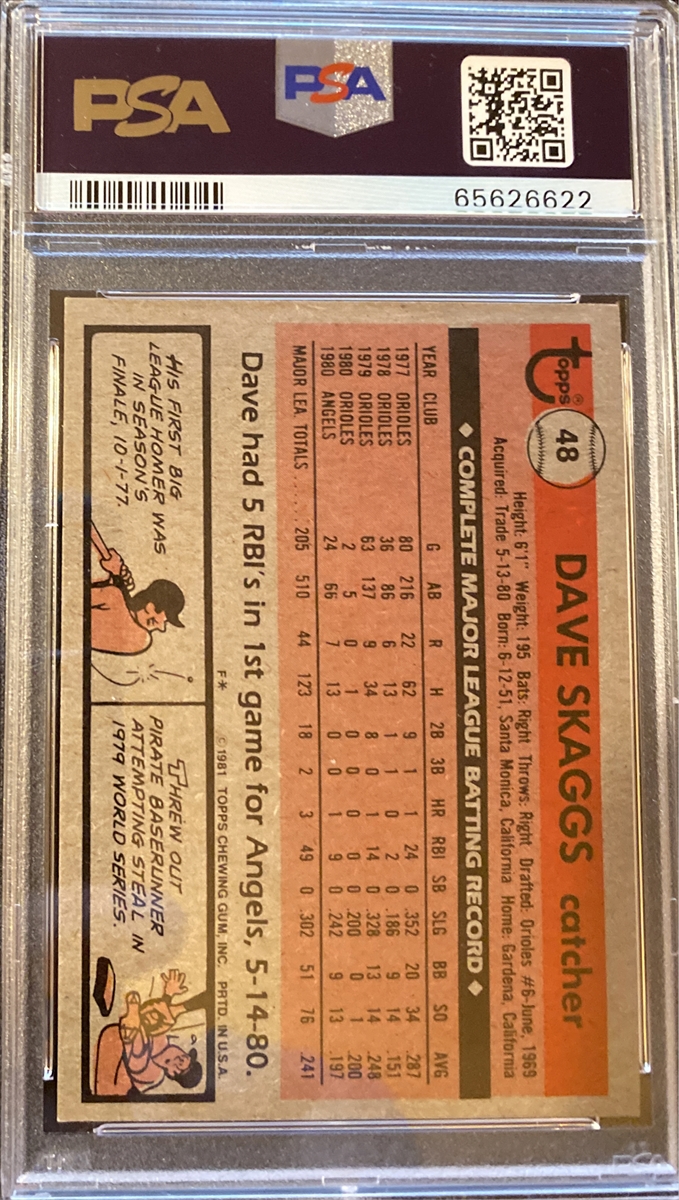 PSA
PSA
65626622
Topps®
48
DAVE SKAGGS catcher
Height: 6'1" Weight: 195 Bats: Right Throws: Right Drafted: Orioles #6-June, 1969
Acquired: Trade 5-13-80 Born: 6-12-51, Santa Monica, California Home: Gardena, California
◆ COMPLETE MAJOR LEAGUE BATTING RECORD ◆
YEAR CLUB G AB R H 2B 3B HR RBI SB SLG BB SO AVG
1977 ORIOLES 80 216 22 62 9 1 1 24 0 .352 20 34 .287
1978 ORIOLES 36 86 6 13 1 1 0 2 0 .186 9 14 .151
1979 ORIOLES 63 137 9 34 8 0 1 14 0 .328 13 14 .248
1980 ORIOLES 2 5 0 1 0 0 0 0 0 .200 0 1 .200
1980 ANGELS 24 66 7 13 0 0 1 9 0 .242 9 13 .197
MAJOR LEA. TOTALS ..... 205 510 44 123 18 2 3 49 0 .302 51 76 .241
Dave had 5 RBI's in 1st game for Angels, 5-14-80.
F* ©1981 TOPPS CHEWING GUM, INC. PRTD. IN U.S.A.
HIS FIRST BIG
LEAGUE HOMER WAS
IN SEASON'S
FINALE, 10-1-77.
THREW OUT
PIRATE BASERUNNER
ATTEMPTING STEAL IN
1979 WORLD SERIES.